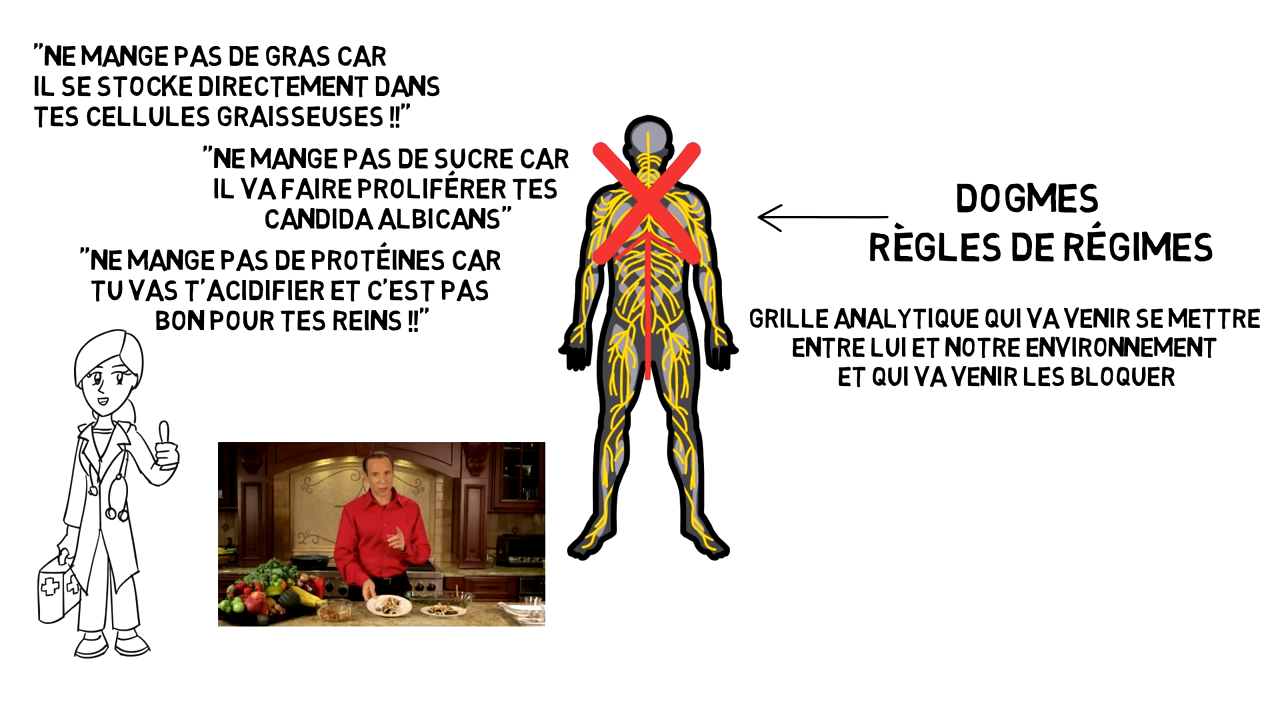 "NE MANGE PAS DE GRAS CAR
IL SE STOCKE DIRECTEMENT DANS
TES CELLULES GRAISSEUSES !!"
"NE MANGE PAS DE SUCRE CAR
IL VA FAIRE PROLIFÉRER TES
CANDIDA ALBICANS"
"NE MANGE PAS DE PROTÉINES CAR
TU VAS T'ACIDIFIER ET C'EST PAS
BON POUR TES REINS !!"
DOGMES
RÈGLES DE RÉGIMES
GRILLE ANALYTIQUE QUI VA VENIR SE METTRE
ENTRE LUI ET NOTRE ENVIRONNEMENT
ET QUI VA VENIR LES BLOQUER